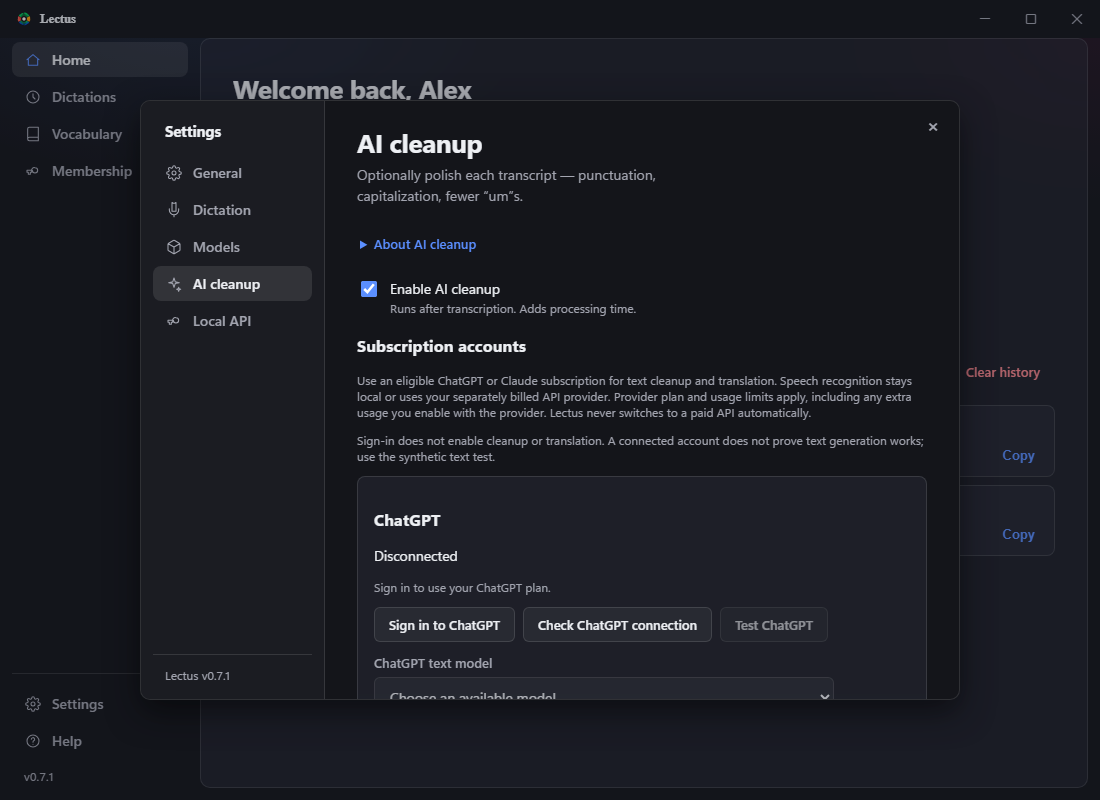 Lectus
Home
Dictations
Vocabulary
Membership
Welcome back, Alex
Settings
General
Dictation
Models
AI cleanup
Local API
Lectus v0.7.1
AI cleanup
Optionally polish each transcript — punctuation,
capitalization, fewer “um”s.
About AI cleanup
Enable AI cleanup
Runs after transcription. Adds processing time.
Subscription accounts
Use an eligible ChatGPT or Claude subscription for text cleanup and translation. Speech recognition stays
local or uses your separately billed API provider. Provider plan and usage limits apply, including any extra
usage you enable with the provider. Lectus never switches to a paid API automatically.
Sign-in does not enable cleanup or translation. A connected account does not prove text generation works;
use the synthetic text test.
ChatGPT
Disconnected
Sign in to use your ChatGPT plan.
Sign in to ChatGPT
Check ChatGPT connection
Test ChatGPT
ChatGPT text model
Choose an available model
Clear history
Copy
Copy
Settings
Help
v0.7.1